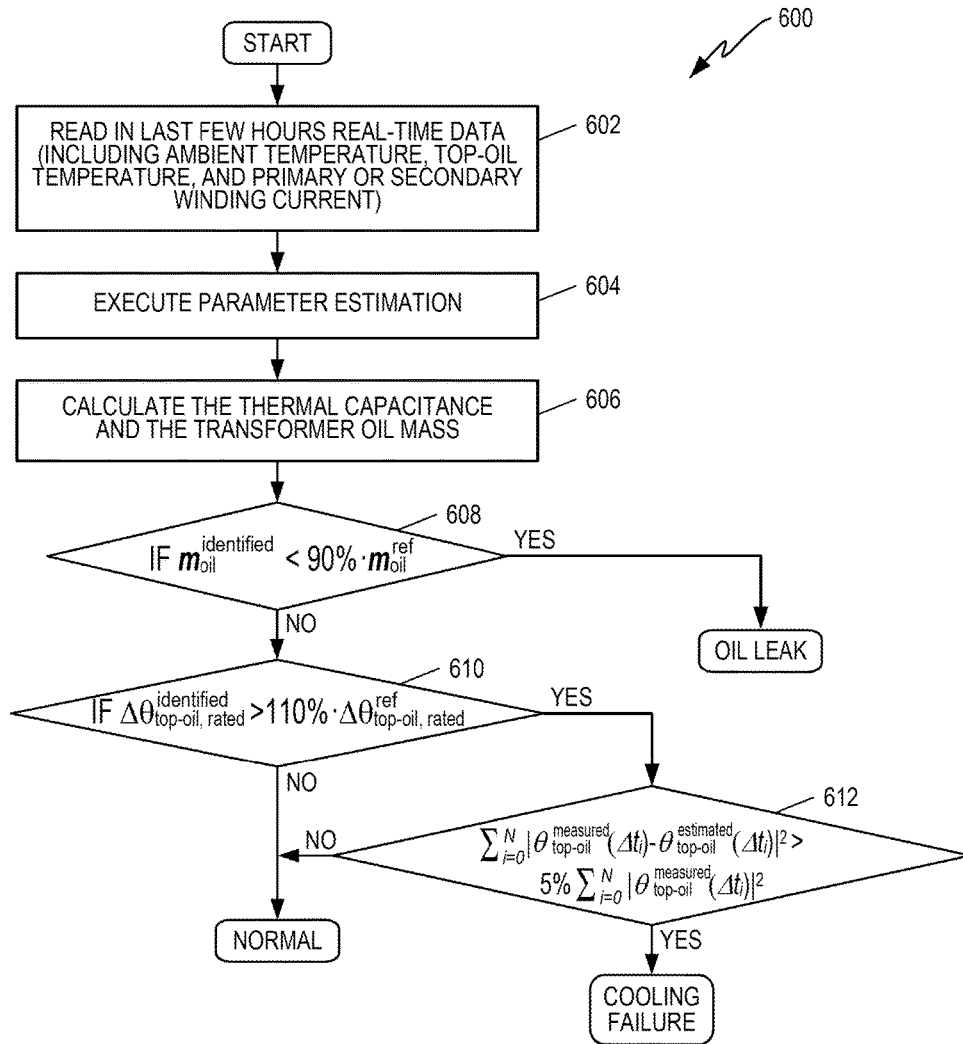 600
START
READ IN LAST FEW HOURS REAL-TIME DATA
(INCLUDING AMBIENT TEMPERATURE, TOP-OIL
TEMPERATURE, AND PRIMARY OR SECONDARY
WINDING CURRENT)
602
EXECUTE PARAMETER ESTIMATION
604
CALCULATE THE THERMAL CAPACITANCE
AND THE TRANSFORMER OIL MASS
606
608
IF m_oil^identified < 90%·m_oil^ref
YES
NO
OIL LEAK
610
IF Δθ_top-oil, rated^identified >110%·Δθ_top-oil, rated^ref
YES
NO
612
∑_{i=0}^N |θ_top-oil^measured(Δt_i)-θ_top-oil^estimated(Δt_i)|² >
5% ∑_{i=0}^N |θ_top-oil^measured(Δt_i)|²
NO
YES
NORMAL
COOLING
FAILURE